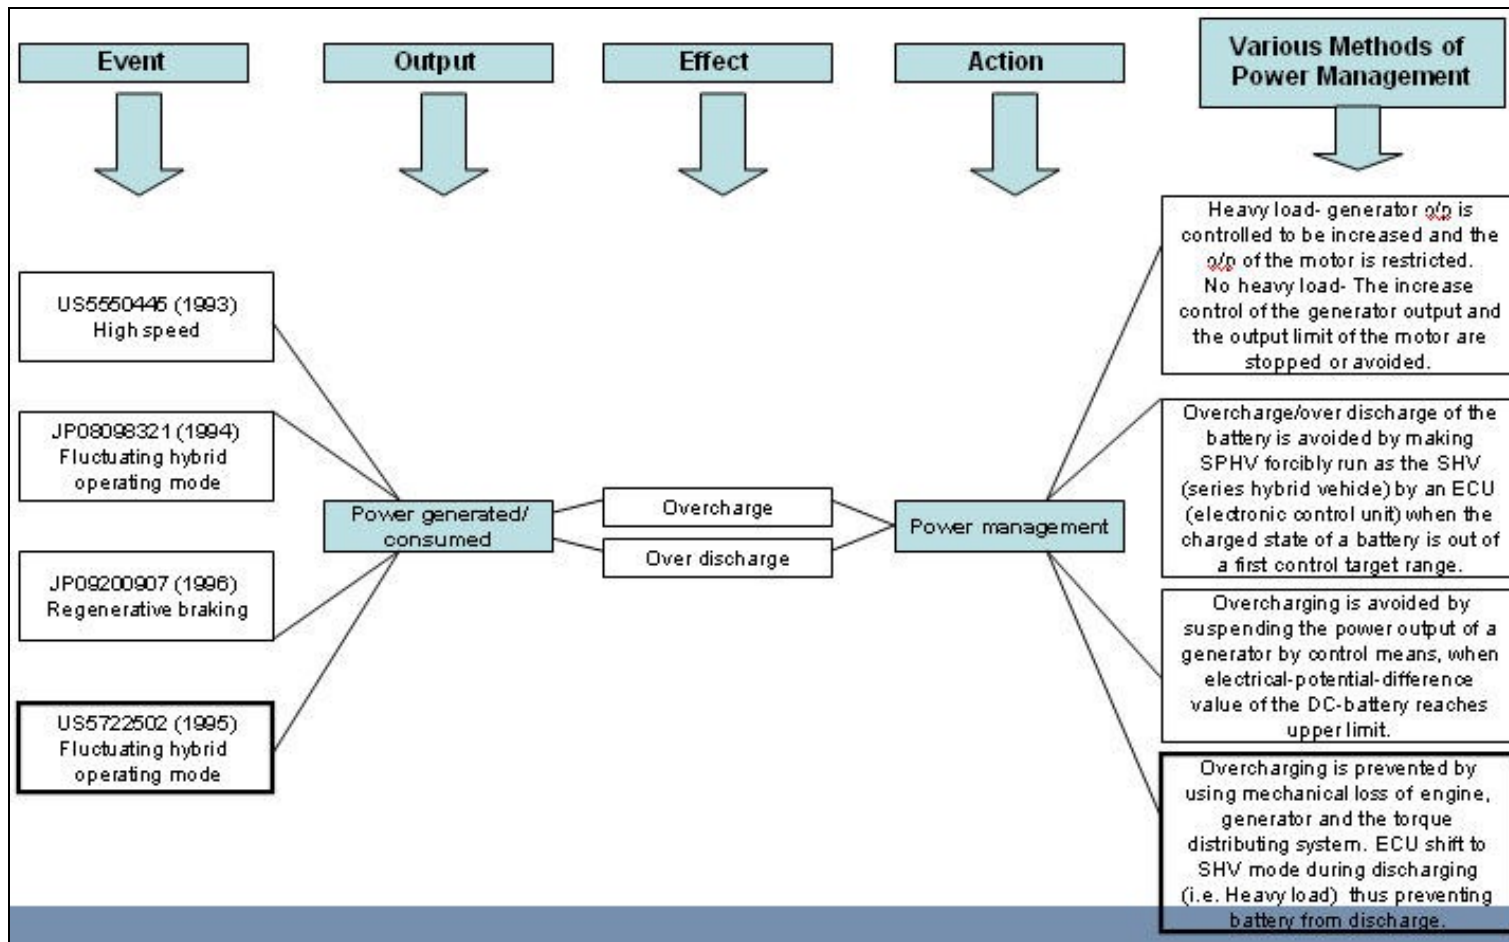 Event
Output
Effect
Action
Various Methods of
Power Management
US5550445 (1993)
High speed
JP08098321 (1994)
Fluctuating hybrid
operating mode
JP09200907 (1996)
Regenerative braking
US5722502 (1995)
Fluctuating hybrid
operating mode
Power generated/
consumed
Overcharge
Over discharge
Power management
Heavy load- generator o/p is
controlled to be increased and the
o/p of the motor is restricted.
No heavy load- The increase
control of the generator output and
the output limit of the motor are
stopped or avoided.
Overcharge/over discharge of the
battery is avoided by making
SPHV forcibly run as the SHV
(series hybrid vehicle) by an ECU
(electronic control unit) when the
charged state of a battery is out of
a first control target range.
Overcharging is avoided by
suspending the power output of a
generator by control means, when
electrical-potential-difference
value of the DC-battery reaches
upper limit.
Overcharging is prevented by
using mechanical loss of engine,
generator and the torque
distributing system. ECU shift to
SHV mode during discharging
(i.e. Heavy load) thus preventing
battery from discharge.